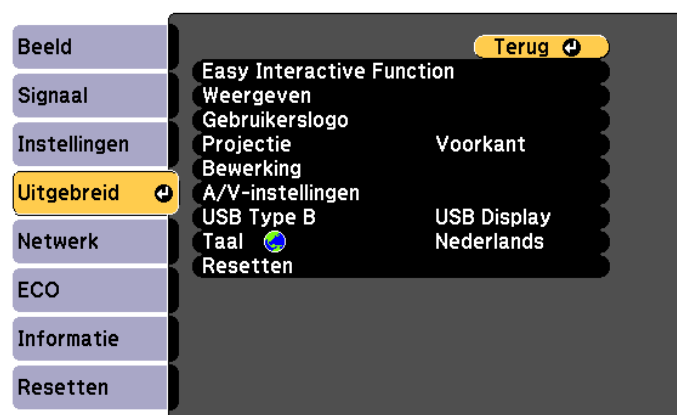 Beeld
Signaal
Instellingen
Uitgebreid
Netwerk
ECO
Informatie
Resetten
Terug
Easy Interactive Function
Weergeven
Gebruikerslogo
Projectie Voorkant
Bewerking
A/V-instellingen
USB Type B USB Display
Taal Nederlands
Resetten